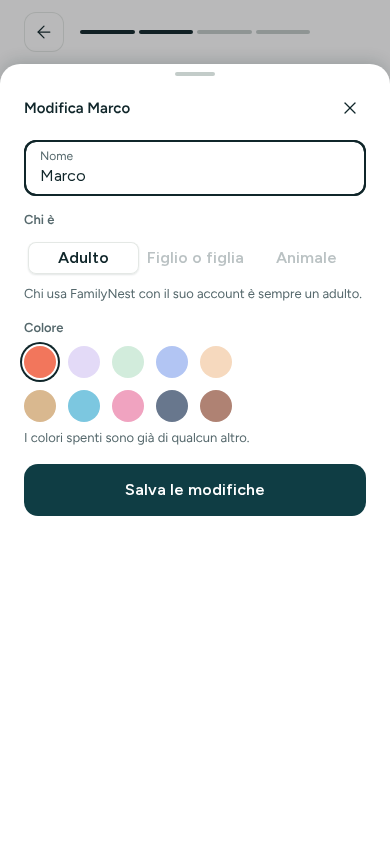 Modifica Marco
Nome
Marco
Chi è
Adulto Figlio o figlia Animale
Chi usa FamilyNest con il suo account è sempre un adulto.
Colore
I colori spenti sono già di qualcun altro.
Salva le modifiche